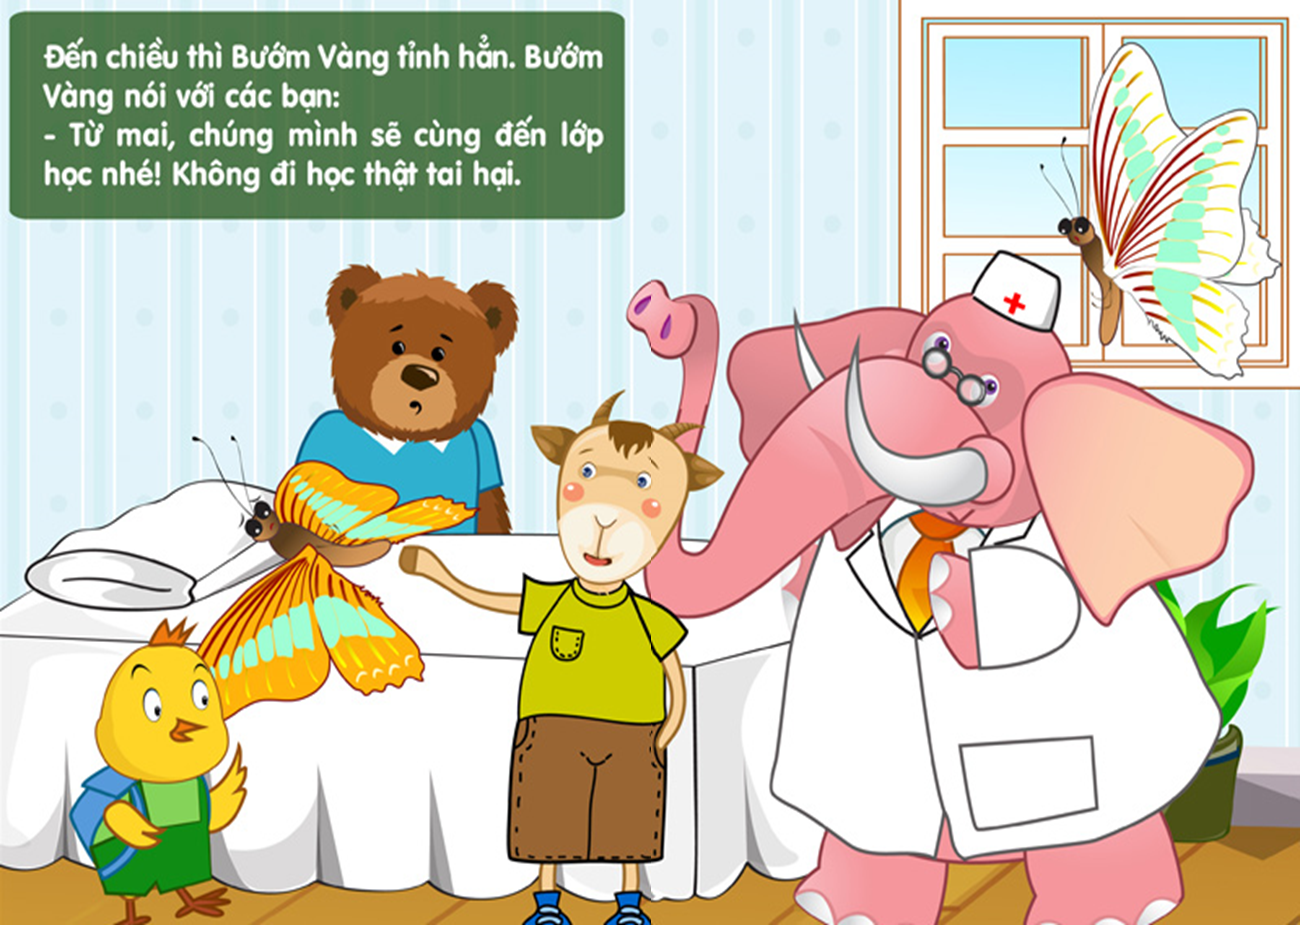 Đến chiều thì Bướm Vàng tỉnh hẳn. Bướm
Vàng nói với các bạn:
- Từ mai, chúng mình sẽ cùng đến lớp
học nhé! Không đi học thật tai hại.